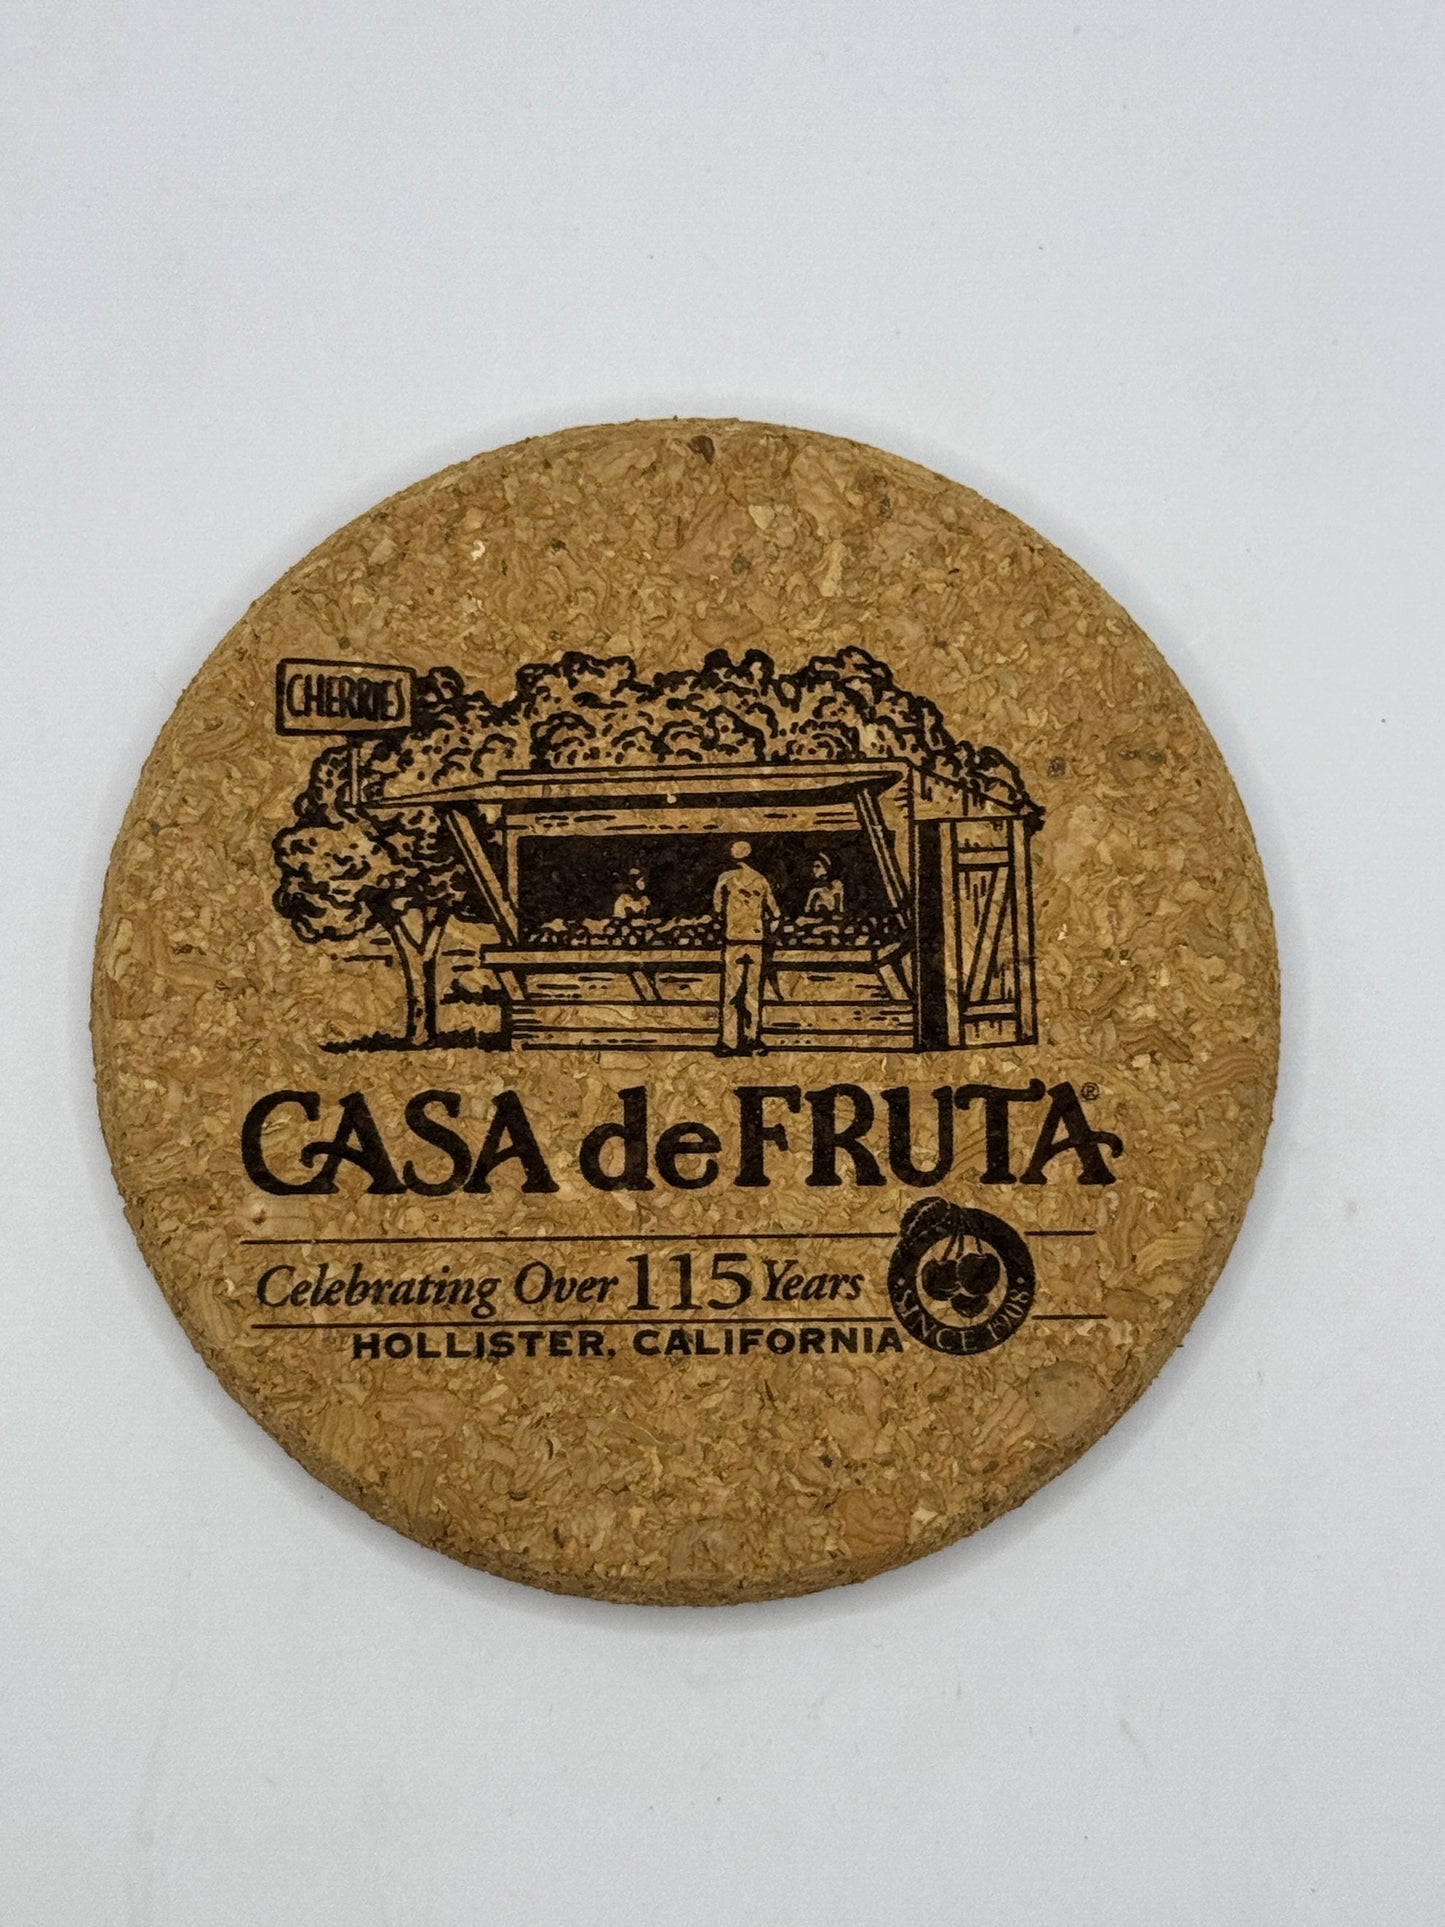 CHERRIES
CASA de FRUTA®
Celebrating Over 115 Years
SINCE 1908
HOLLISTER, CALIFORNIA